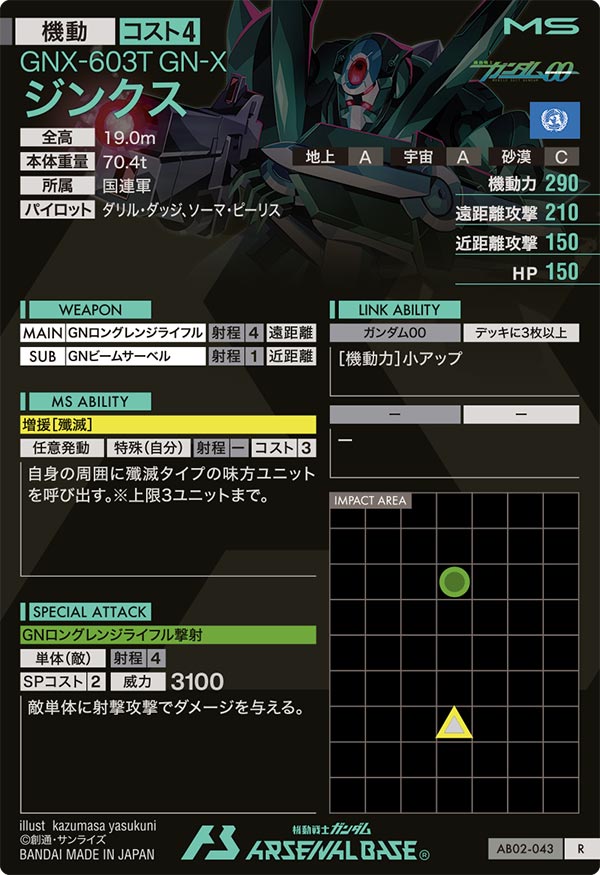 機動 コスト4 MS
GNX-603T GN-X
機動戦士ガンダム00
ジンクス
全高 19.0m
本体重量 70.4t
地上 A 宇宙 A 砂漠 C
所属 国連軍
機動力 290
パイロット ダリル・ダッジ、ソーマ・ピーリス
遠距離攻撃 210
近距離攻撃 150
HP 150
WEAPON
MAIN GNロングレンジライフル 射程 4 遠距離
SUB GNビームサーベル 射程 1 近距離
LINK ABILITY
ガンダム00 デッキに3枚以上
[機動力]小アップ
— —
—
MS ABILITY
増援[殲滅]
任意発動 特殊(自分) 射程 — コスト 3
自身の周囲に殲滅タイプの味方ユニット
を呼び出す。※上限3ユニットまで。
IMPACT AREA
SPECIAL ATTACK
GNロングレンジライフル撃射
単体(敵) 射程 4
SPコスト 2 威力 3100
敵単体に射撃攻撃でダメージを与える。
illust kazumasa yasukuni
©創通・サンライズ
BANDAI MADE IN JAPAN
機動戦士ガンダム
AB ARSENAL BASE ®
AB02-043 R